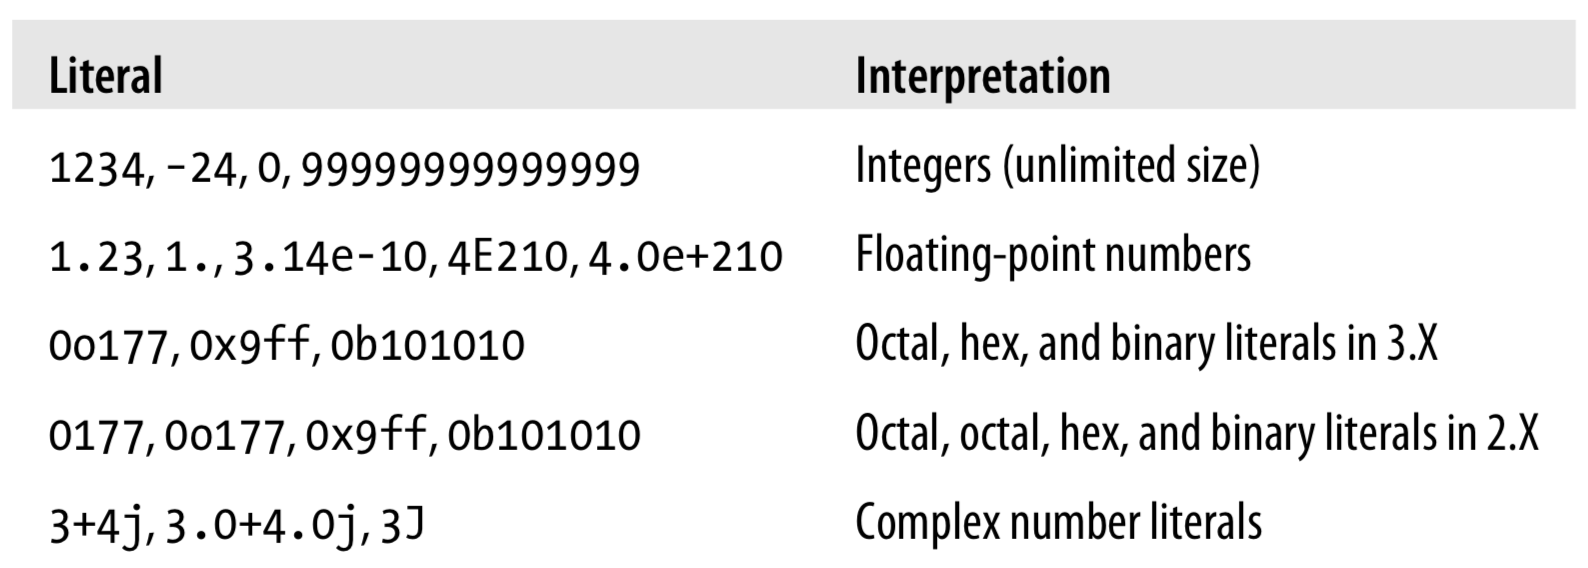 Literal Interpretation
1234, -24, 0, 99999999999999 Integers (unlimited size)
1.23, 1., 3.14e-10, 4E210, 4.0e+210 Floating-point numbers
0o177, 0x9ff, 0b101010 Octal, hex, and binary literals in 3.X
0177, 0o177, 0x9ff, 0b101010 Octal, octal, hex, and binary literals in 2.X
3+4j, 3.0+4.0j, 3J Complex number literals